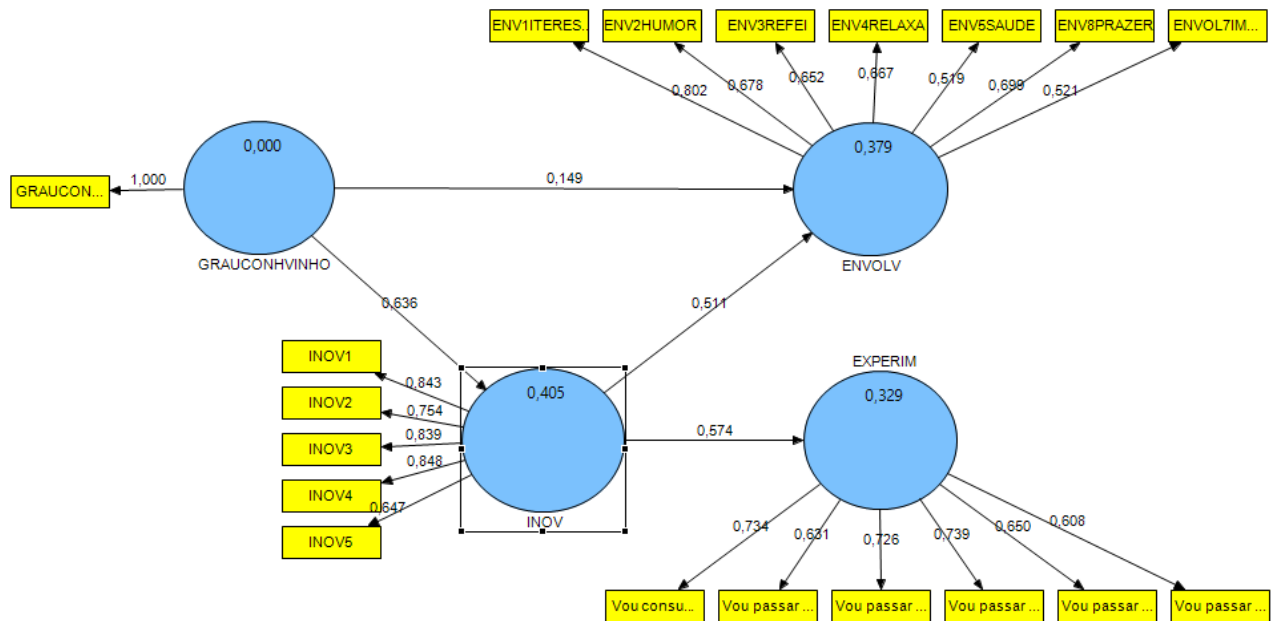 ENV1ITERES...
ENV2HUMOR
ENV3REFEI
ENV4RELAXA
ENV5SAUDE
ENV8PRAZER
ENVOL7IM...
0,802
0,678
0,652
0,667
0,519
0,699
0,521
0,000
0,379
GRAUCON...
1,000
0,149
GRAUCONHVINHO
ENVOLV
0,636
0,511
INOV1
INOV2
INOV3
INOV4
INOV5
0,843
0,754
0,839
0,848
0,647
0,405
INOV
0,574
EXPERIM
0,329
0,734
0,631
0,726
0,739
0,650
0,608
Vou consu...
Vou passar ...
Vou passar ...
Vou passar ...
Vou passar ...
Vou passar ...